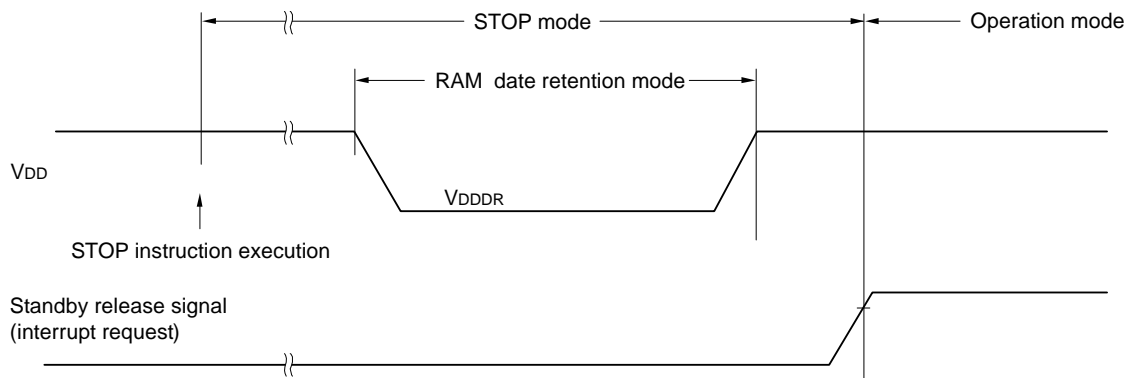 STOP mode
Operation mode
RAM date retention mode
VDD
VDDDR
STOP instruction execution
Standby release signal
(interrupt request)